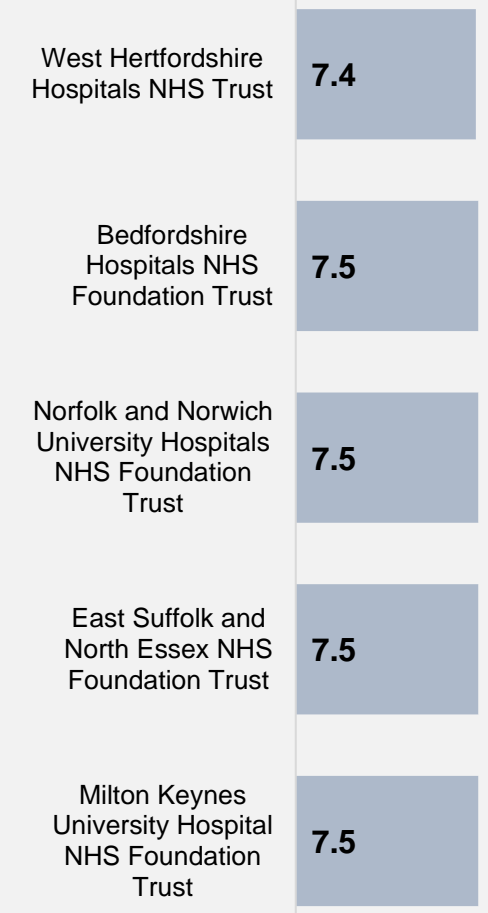 West Hertfordshire
Hospitals NHS Trust
7.4
Bedfordshire
Hospitals NHS
Foundation Trust
7.5
Norfolk and Norwich
University Hospitals
NHS Foundation
Trust
7.5
East Suffolk and
North Essex NHS
Foundation Trust
7.5
Milton Keynes
University Hospital
NHS Foundation
Trust
7.5